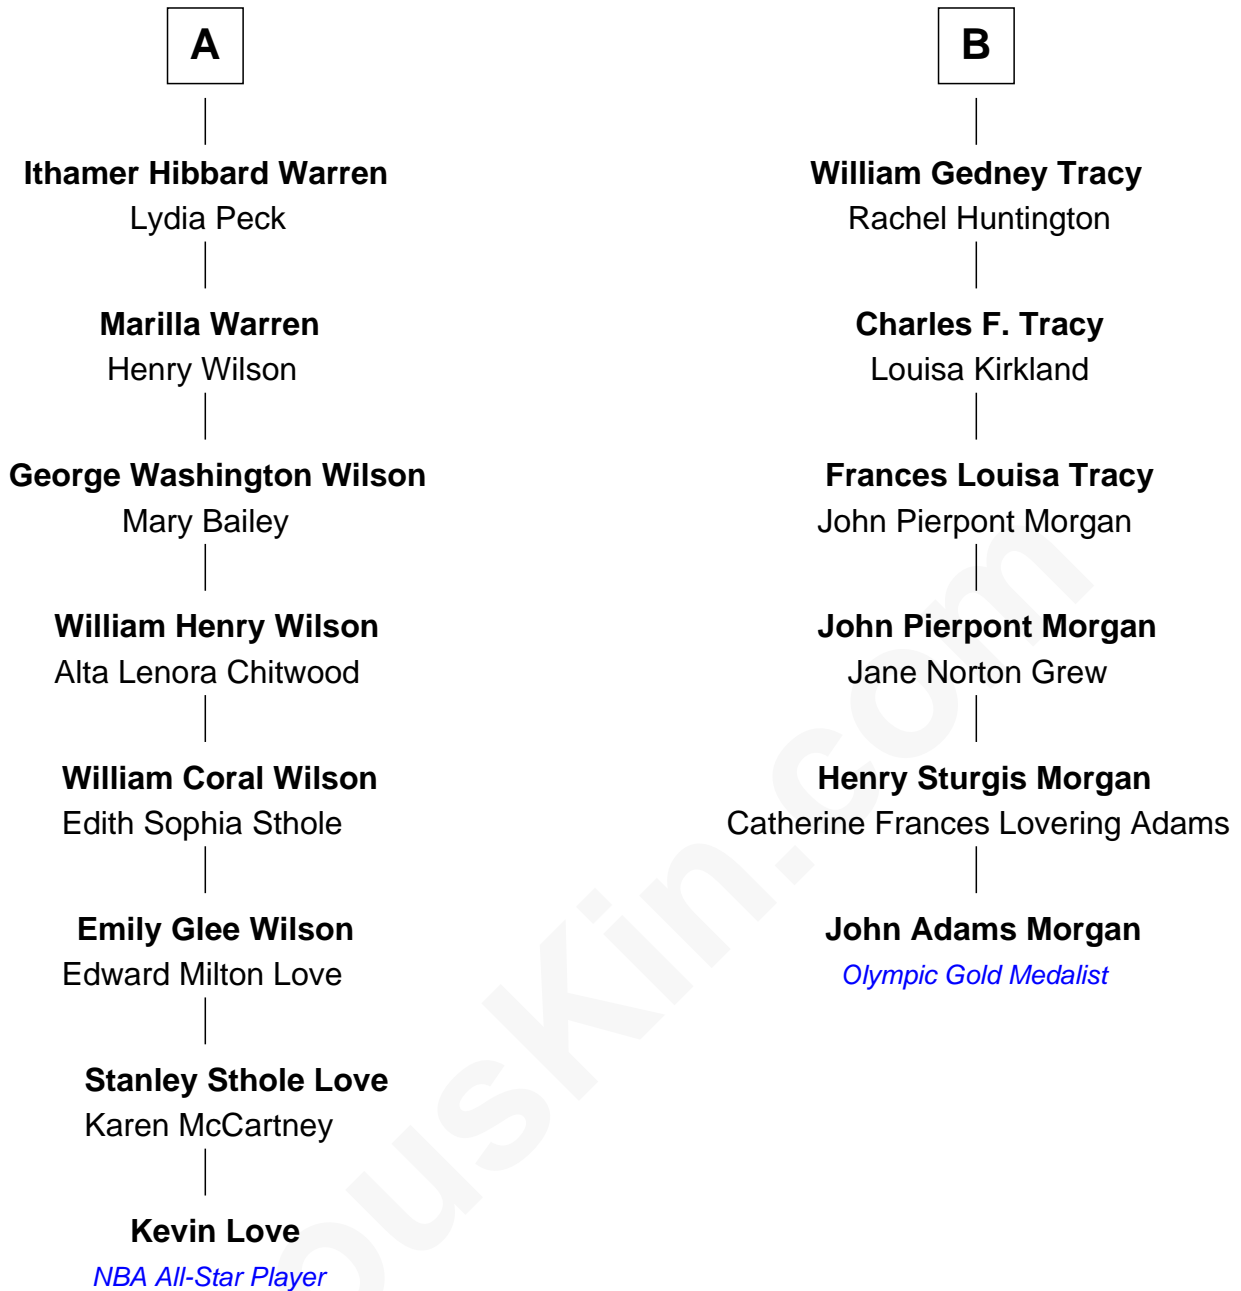 A
Ithamer Hibbard Warren
Lydia Peck
Marilla Warren
Henry Wilson
George Washington Wilson
Mary Bailey
William Henry Wilson
Alta Lenora Chitwood
William Coral Wilson
Edith Sophia Sthole
Emily Glee Wilson
Edward Milton Love
Stanley Sthole Love
Karen McCartney
Kevin Love
NBA All-Star Player
B
William Gedney Tracy
Rachel Huntington
Charles F. Tracy
Louisa Kirkland
Frances Louisa Tracy
John Pierpont Morgan
John Pierpont Morgan
Jane Norton Grew
Henry Sturgis Morgan
Catherine Frances Lovering Adams
John Adams Morgan
Olympic Gold Medalist
ousKin.com